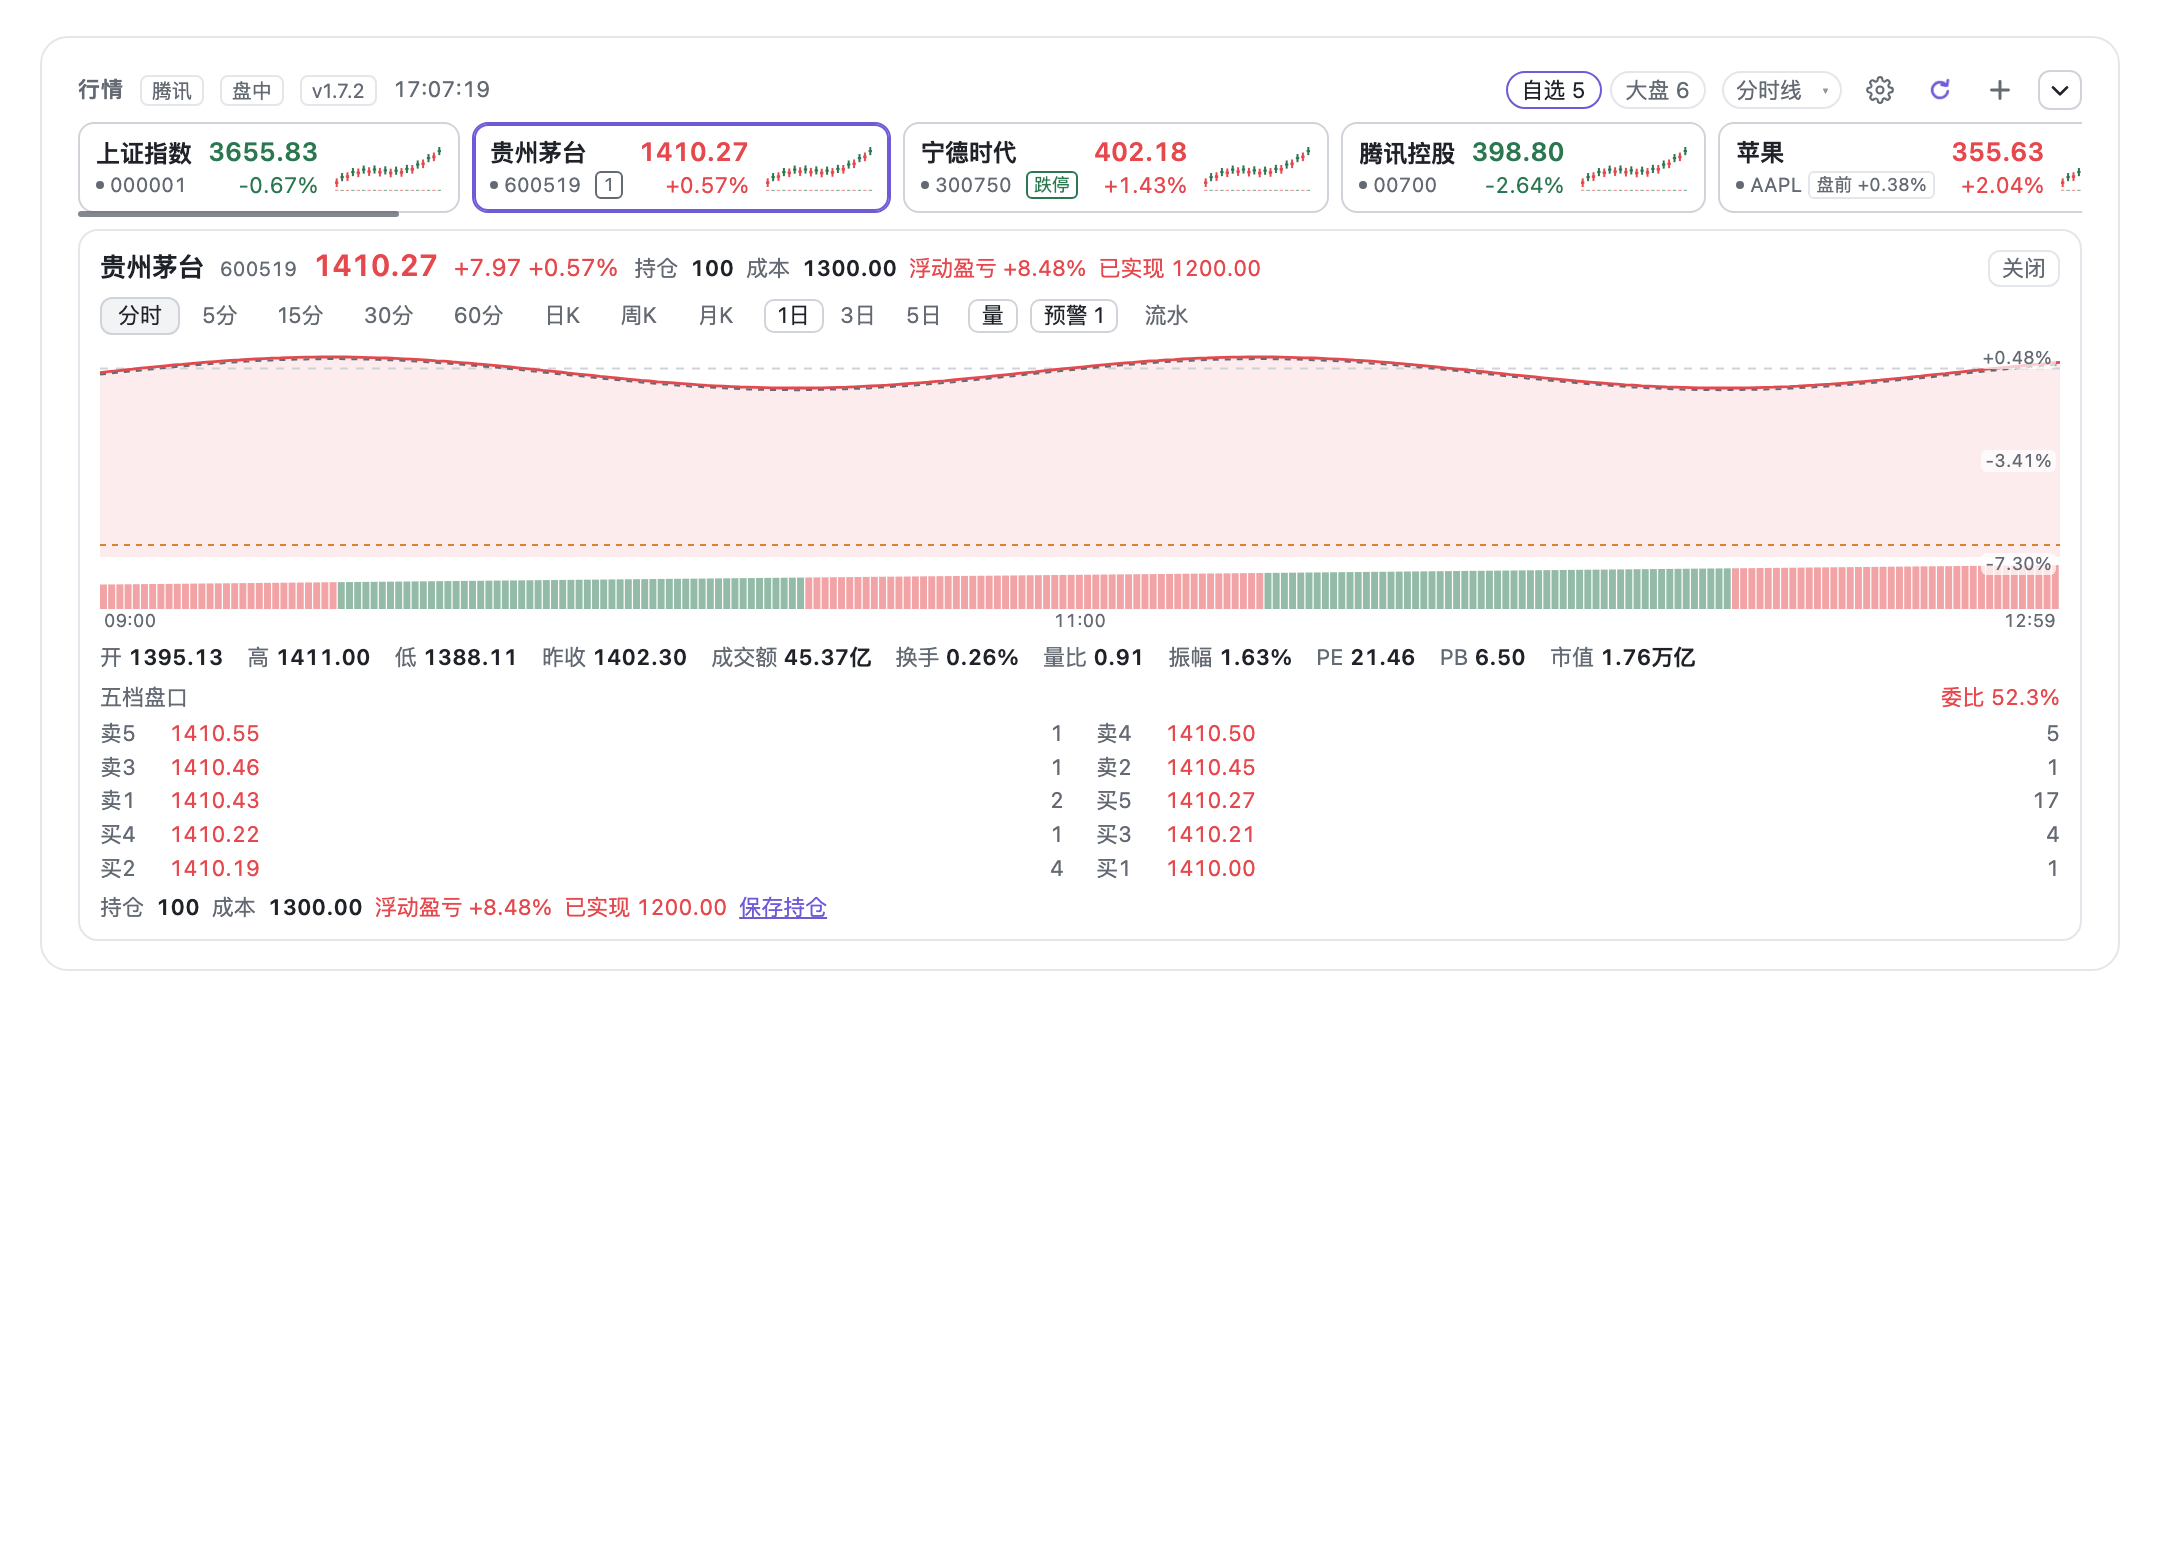 行情 腾讯 盘中 v1.7.2 17:07:19 自选 5 大盘 6 分时线
上证指数 3655.83 贵州茅台 1410.27 宁德时代 402.18 腾讯控股 398.80 苹果 355.63
000001 -0.67% 600519 1 +0.57% 300750 跌停 +1.43% 00700 -2.64% AAPL 盘前 +0.38% +2.04%
贵州茅台 600519 1410.27 +7.97 +0.57% 持仓 100 成本 1300.00 浮动盈亏 +8.48% 已实现 1200.00 关闭
分时 5分 15分 30分 60分 日K 周K 月K 1日 3日 5日 量 预警 1 流水
+0.48%
-3.41%
-7.30%
09:00 11:00 12:59
开 1395.13 高 1411.00 低 1388.11 昨收 1402.30 成交额 45.37亿 换手 0.26% 量比 0.91 振幅 1.63% PE 21.46 PB 6.50 市值 1.76万亿
五档盘口 委比 52.3%
卖5 1410.55 1 卖4 1410.50 5
卖3 1410.46 1 卖2 1410.45 1
卖1 1410.43 2 买5 1410.27 17
买4 1410.22 1 买3 1410.21 4
买2 1410.19 4 买1 1410.00 1
持仓 100 成本 1300.00 浮动盈亏 +8.48% 已实现 1200.00 保存持仓